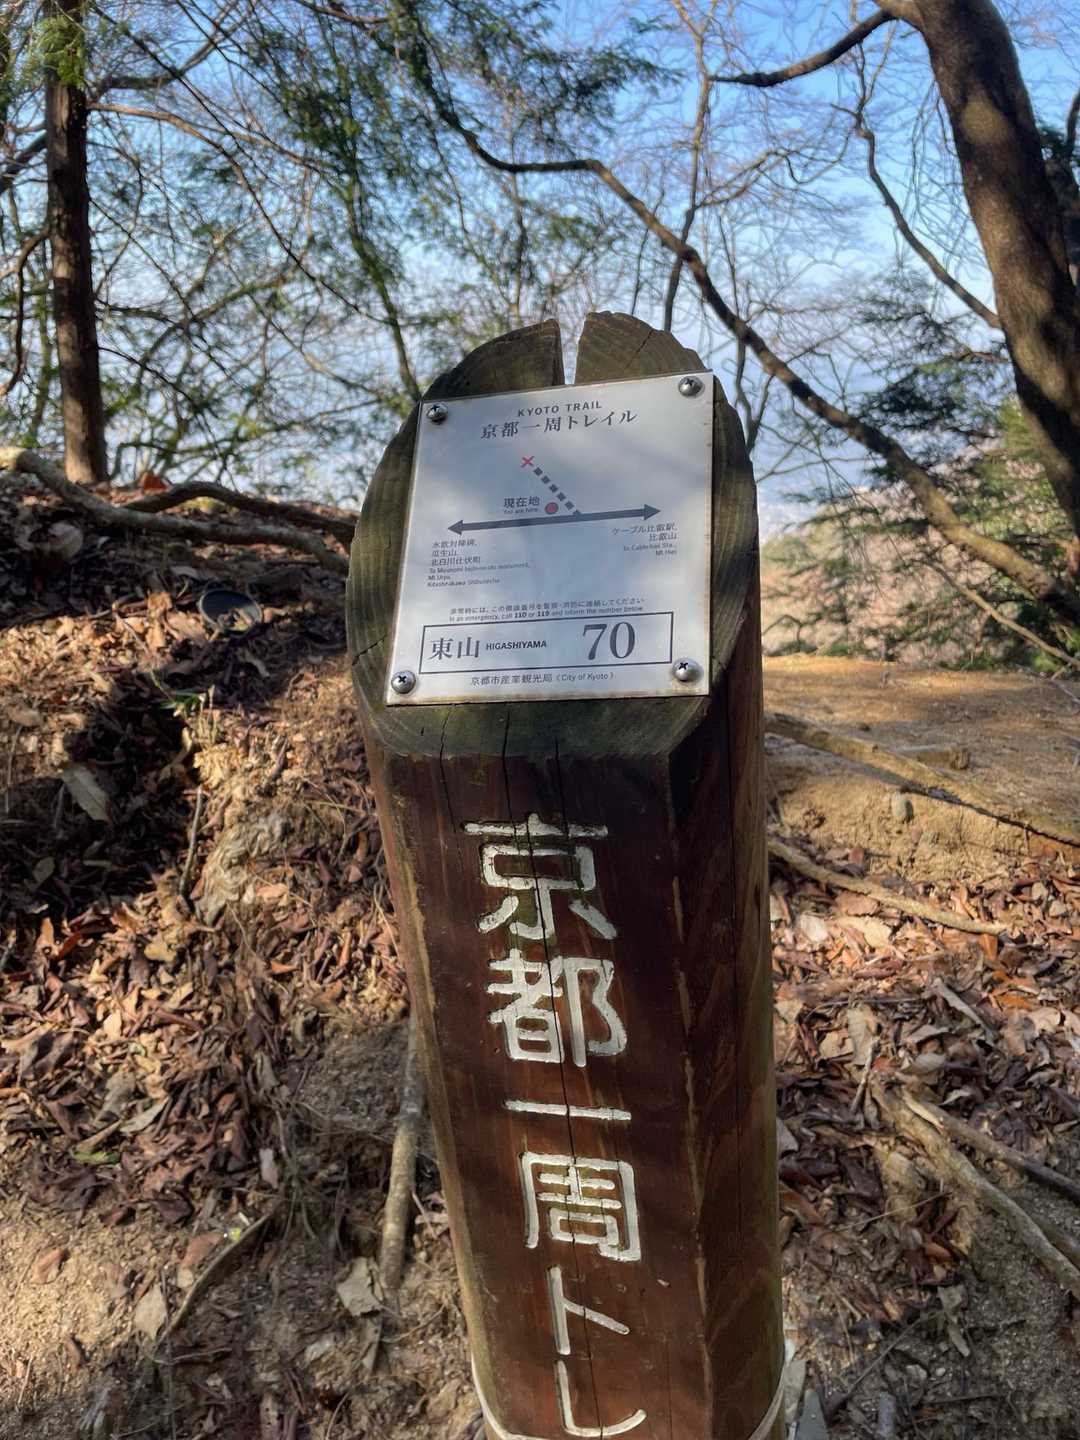 KYOTO TRAIL
京都一周トレイル
現在地
You are here.
水飲対陣碑、
瓜生山、
北白川仕伏町
To Mizunomi-taijinno-ato monument,
Mt.Uryu,
Kitashirakawa Shibusecho
ケーブル比叡駅、
比叡山
To Cable Hiei Sta.,
Mt.Hiei
非常時には、この標識番号を警察・消防に連絡してください
In an emergency, call 110 or 119 and inform the number below.
東山 HIGASHIYAMA 70
京都市産業観光局 (City of Kyoto)
京都一周トレ